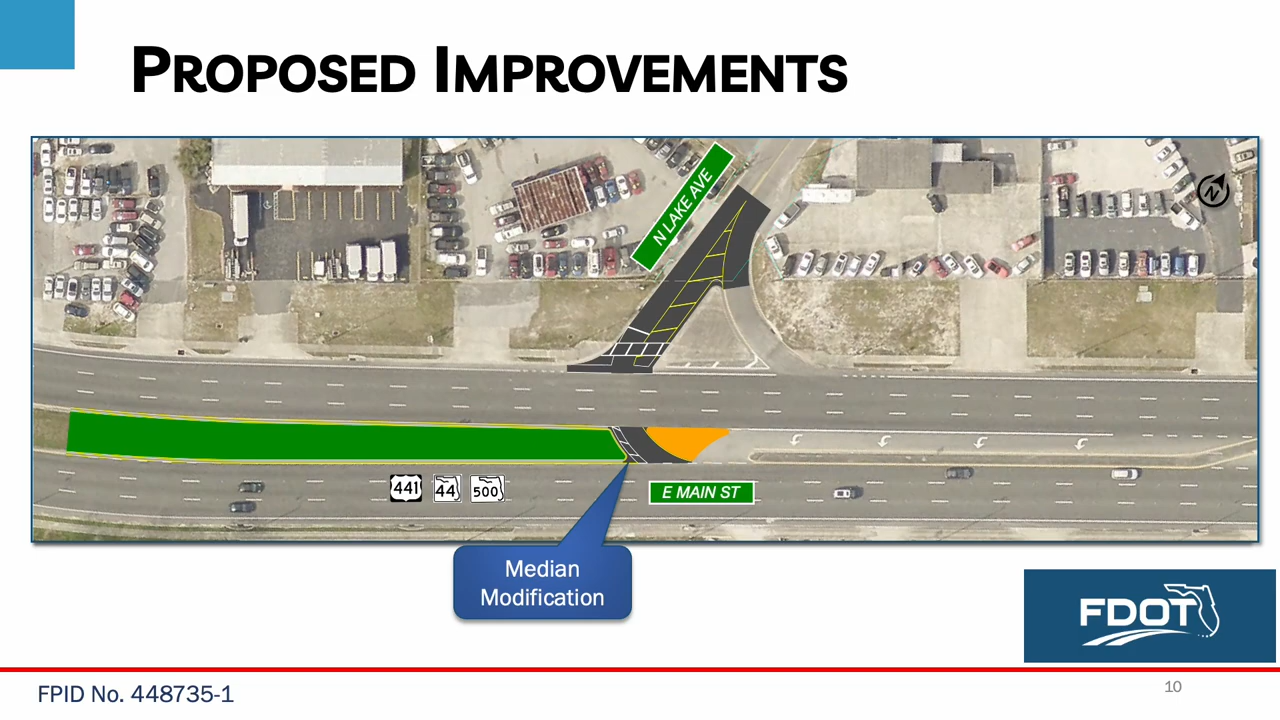 PROPOSED IMPROVEMENTS
N LAKE AVE
N
441
44
500
E MAIN ST
Median
Modification
FDOT
FPID No. 448735-1
10